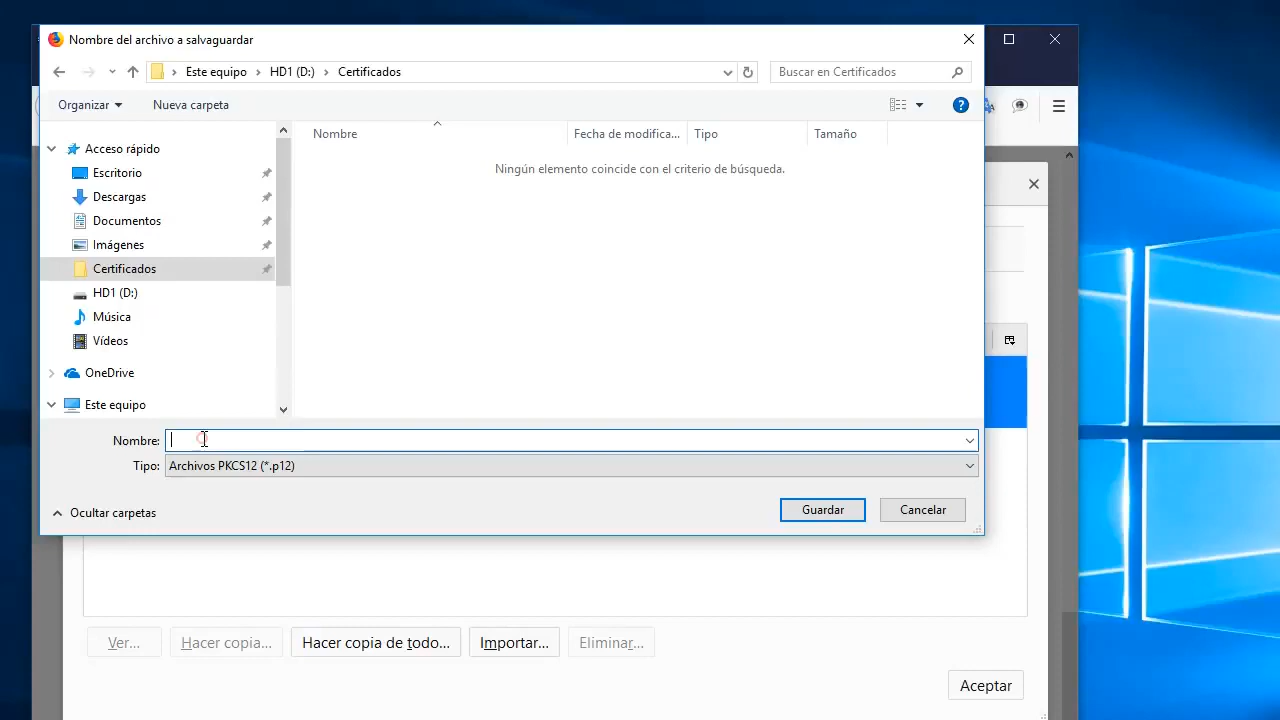 Nombre del archivo a salvaguardar
Este equipo > HD1 (D:) > Certificados
Buscar en Certificados
Organizar
Nueva carpeta
Nombre
Fecha de modifica...
Tipo
Tamaño
Ningún elemento coincide con el criterio de búsqueda.
Acceso rápido
Escritorio
Descargas
Documentos
Imágenes
Certificados
HD1 (D:)
Música
Vídeos
OneDrive
Este equipo
Nombre:
Tipo: Archivos PKCS12 (*.p12)
Ocultar carpetas
Guardar
Cancelar
Ver...
Hacer copia...
Hacer copia de todo...
Importar...
Eliminar...
Aceptar